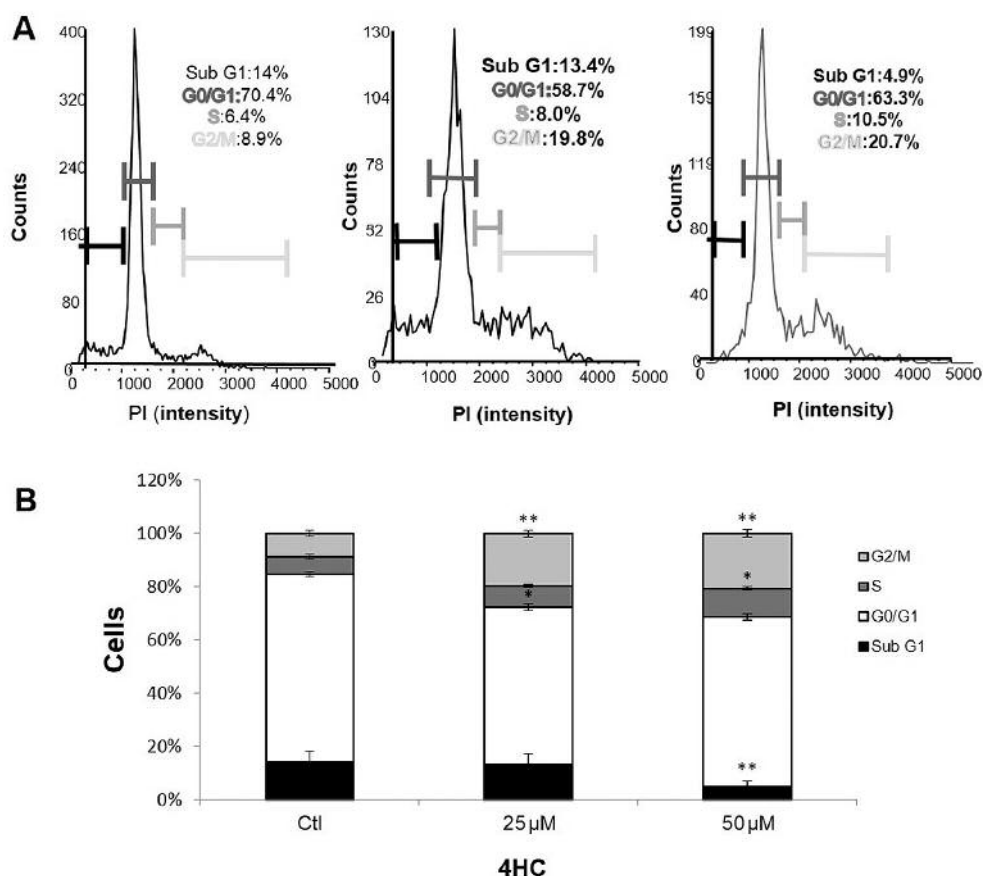 A
400
320
240
160
80
0
Counts
Sub G1:14%
G0/G1:70.4%
S:6.4%
G2/M:8.9%
0 1000 2000 3000 4000 5000
PI (intensity)
130
104
78
52
26
0
Counts
Sub G1:13.4%
G0/G1:58.7%
S:8.0%
G2/M:19.8%
0 1000 2000 3000 4000 5000
PI (intensity)
199
159
119
80
40
0
Counts
Sub G1:4.9%
G0/G1:63.3%
S:10.5%
G2/M:20.7%
0 1000 2000 3000 4000 5000
PI (intensity)
B
120%
100%
80%
60%
40%
20%
0%
Cells
** **
* *
**
G2/M
S
G0/G1
Sub G1
Ctl 25µM 50µM
4HC